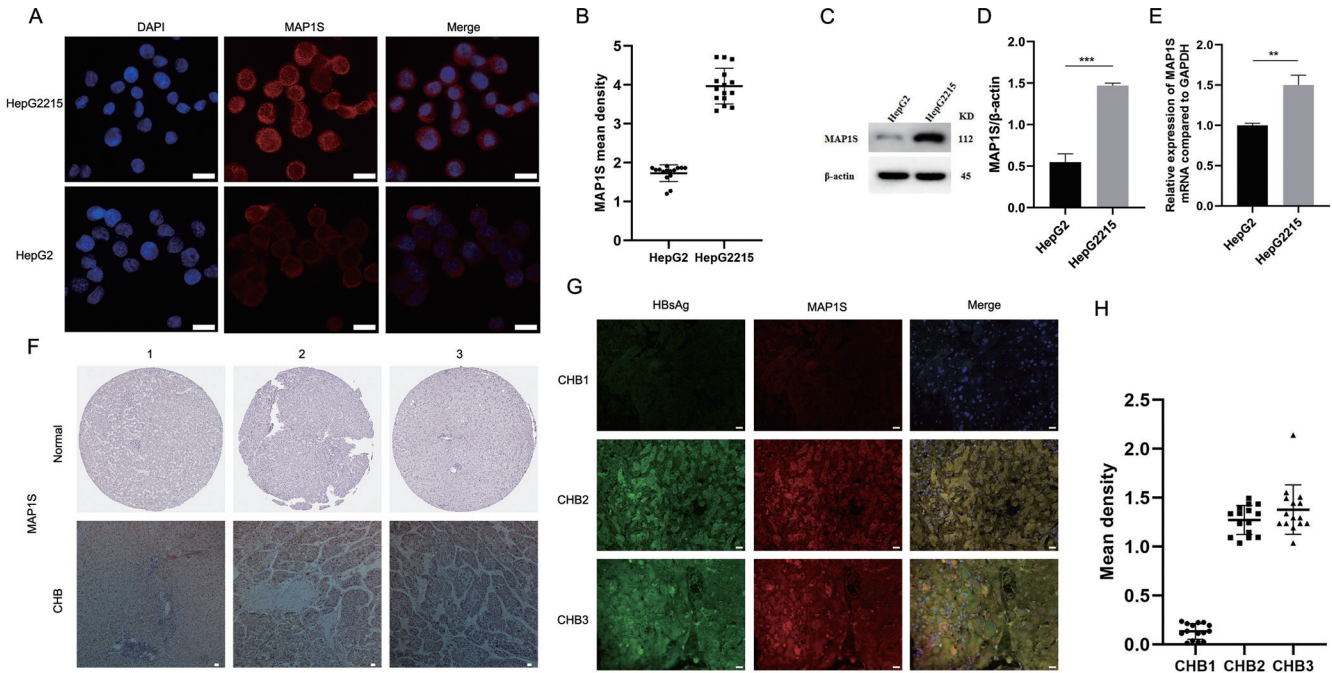 A
DAPI
MAP1S
Merge
HepG2215
HepG2
B
MAP1S mean density
5
4
3
2
1
0
HepG2
HepG2215
C
HepG2
HepG2215
KD
MAP1S
112
β-actin
45
D
MAP1S/β-actin
2.0
1.5
1.0
0.5
0.0
***
HepG2
HepG2215
E
Relative expression of MAP1S
mRNA compared to GAPDH
2.0
1.5
1.0
0.5
0.0
**
HepG2
HepG2215
F
1
2
3
MAP1S
Normal
CHB
G
HBsAg
MAP1S
Merge
CHB1
CHB2
CHB3
H
Mean density
2.5
2.0
1.5
1.0
0.5
0.0
CHB1
CHB2
CHB3